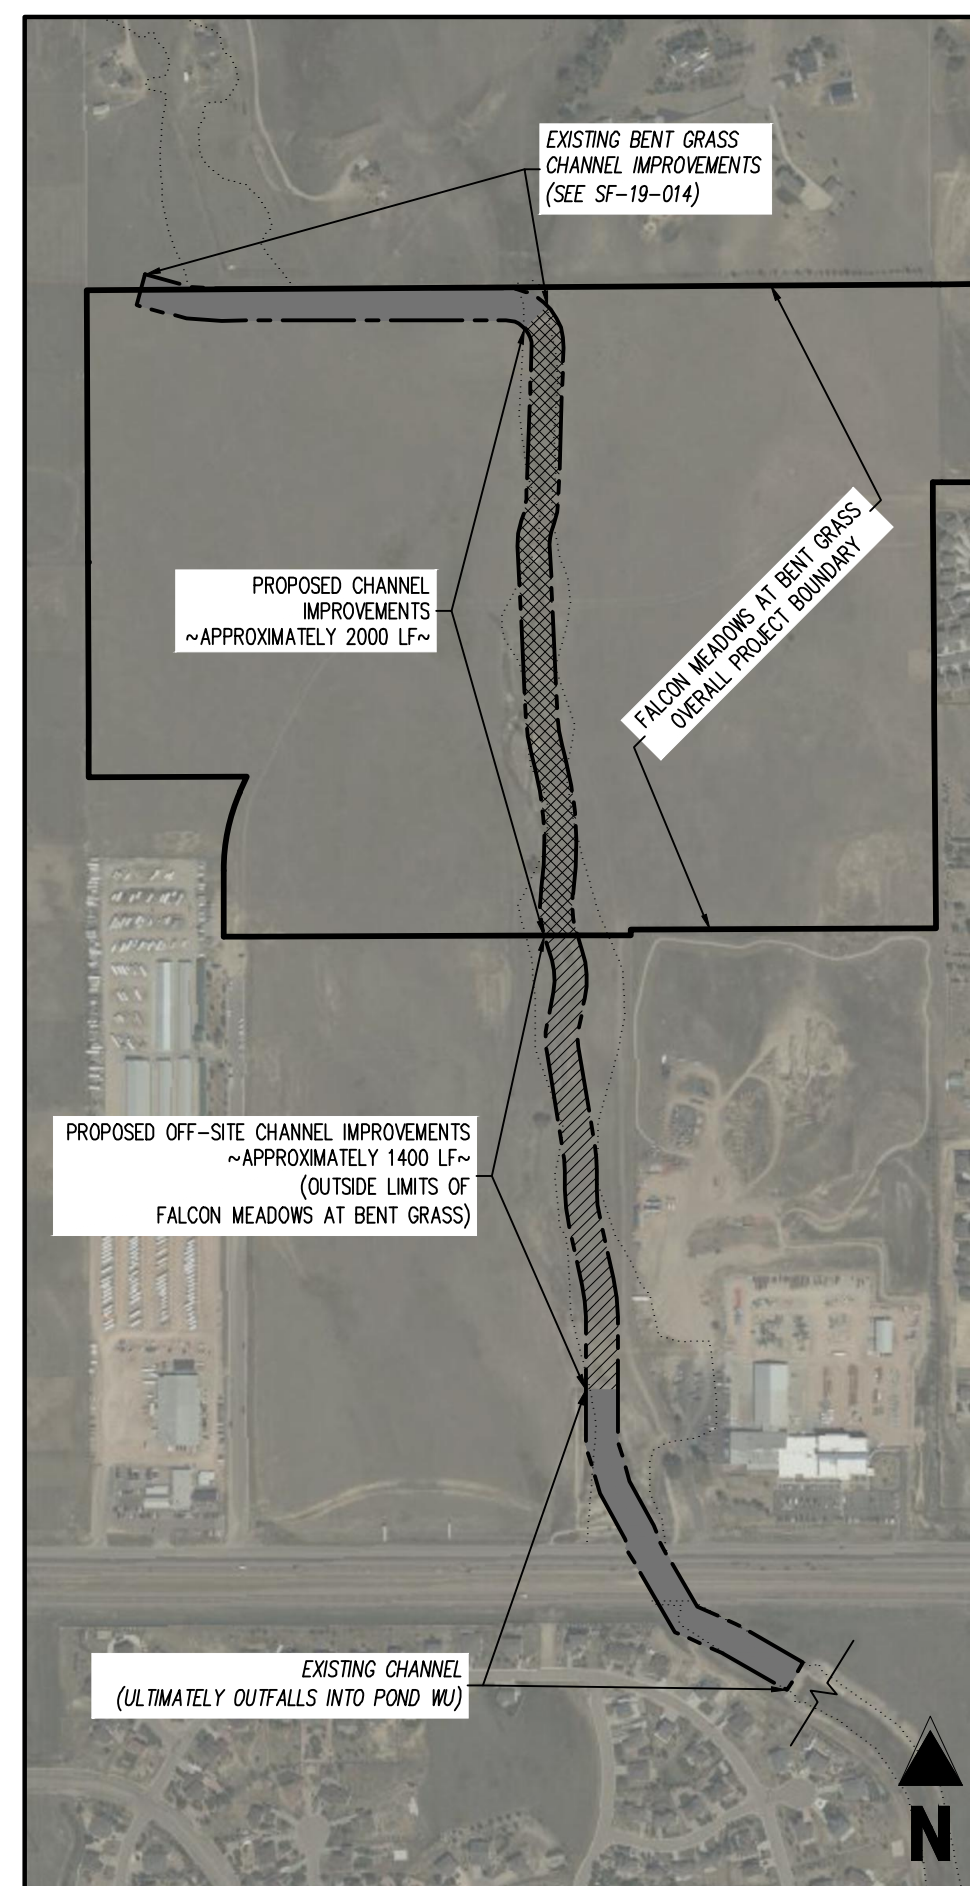 EXISTING BENT GRASS
CHANNEL IMPROVEMENTS
(SEE SF-19-014)
PROPOSED CHANNEL
IMPROVEMENTS
~APPROXIMATELY 2000 LF~
FALCON MEADOWS AT BENT GRASS
OVERALL PROJECT BOUNDARY
PROPOSED OFF-SITE CHANNEL IMPROVEMENTS
~APPROXIMATELY 1400 LF~
(OUTSIDE LIMITS OF
FALCON MEADOWS AT BENT GRASS)
EXISTING CHANNEL
(ULTIMATELY OUTFALLS INTO POND WU)
N